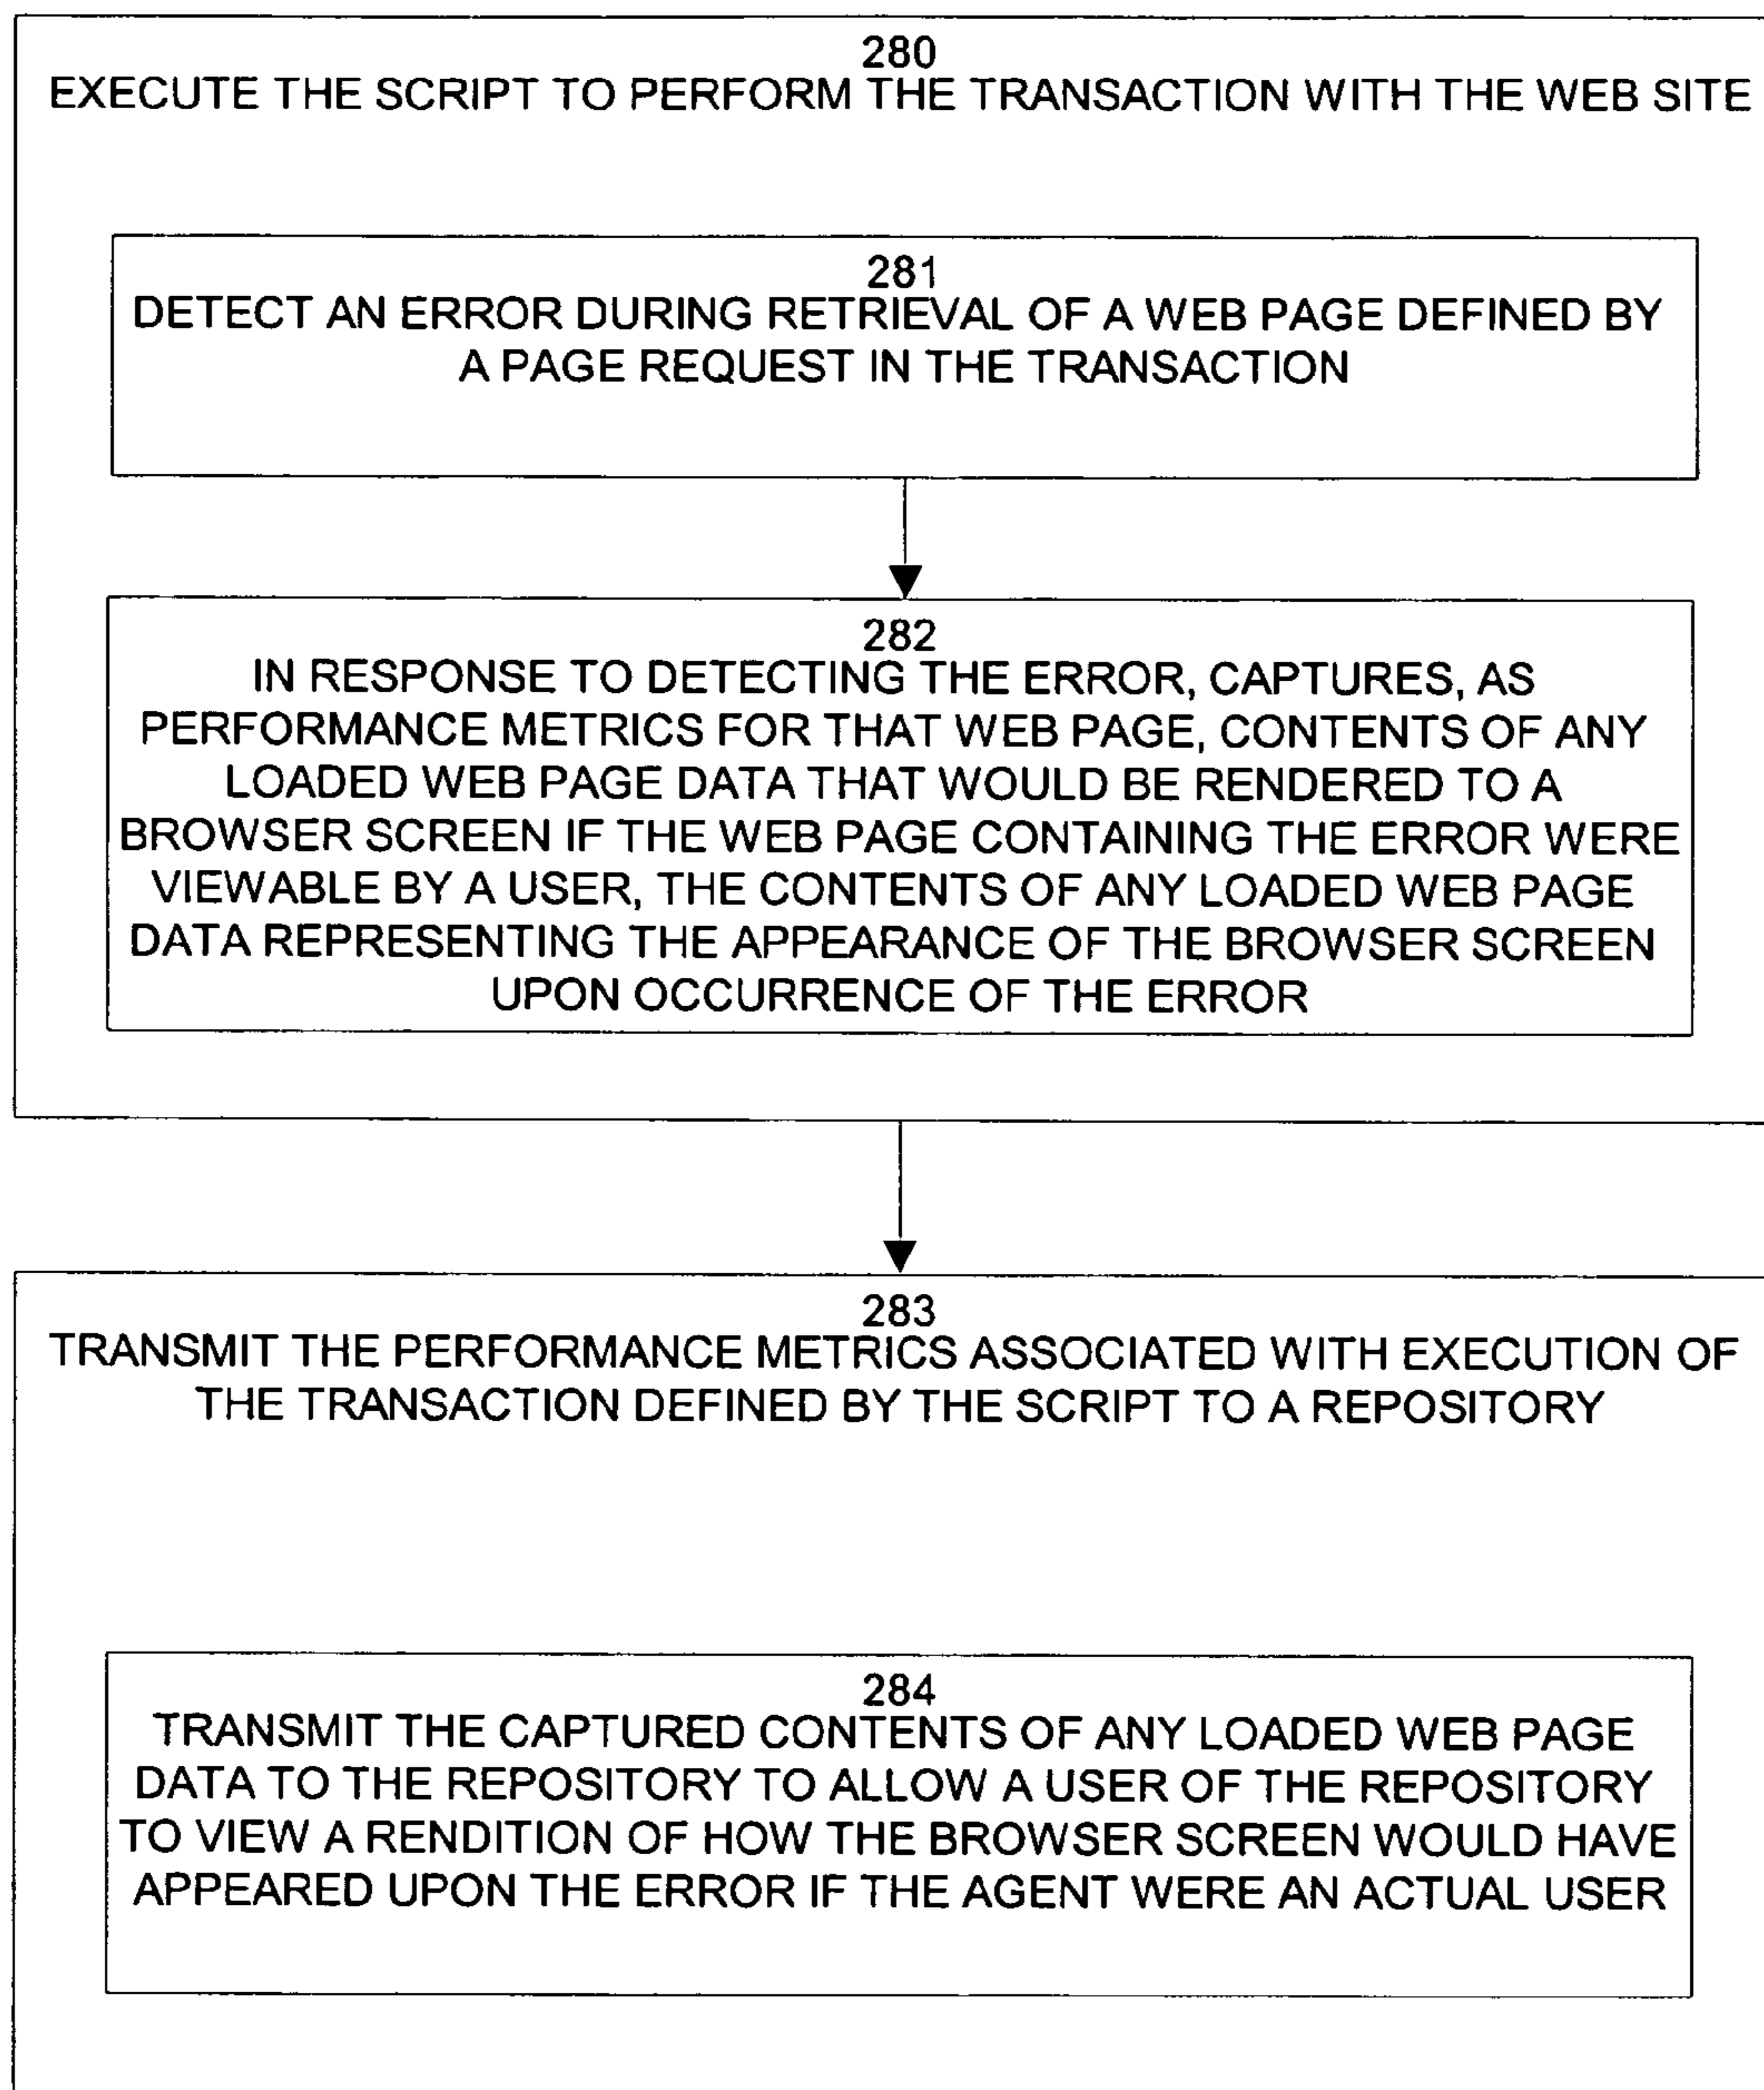 280
EXECUTE THE SCRIPT TO PERFORM THE TRANSACTION WITH THE WEB SITE
281
DETECT AN ERROR DURING RETRIEVAL OF A WEB PAGE DEFINED BY
A PAGE REQUEST IN THE TRANSACTION
282
IN RESPONSE TO DETECTING THE ERROR, CAPTURES, AS
PERFORMANCE METRICS FOR THAT WEB PAGE, CONTENTS OF ANY
LOADED WEB PAGE DATA THAT WOULD BE RENDERED TO A
BROWSER SCREEN IF THE WEB PAGE CONTAINING THE ERROR WERE
VIEWABLE BY A USER, THE CONTENTS OF ANY LOADED WEB PAGE
DATA REPRESENTING THE APPEARANCE OF THE BROWSER SCREEN
UPON OCCURRENCE OF THE ERROR
283
TRANSMIT THE PERFORMANCE METRICS ASSOCIATED WITH EXECUTION OF
THE TRANSACTION DEFINED BY THE SCRIPT TO A REPOSITORY
284
TRANSMIT THE CAPTURED CONTENTS OF ANY LOADED WEB PAGE
DATA TO THE REPOSITORY TO ALLOW A USER OF THE REPOSITORY
TO VIEW A RENDITION OF HOW THE BROWSER SCREEN WOULD HAVE
APPEARED UPON THE ERROR IF THE AGENT WERE AN ACTUAL USER